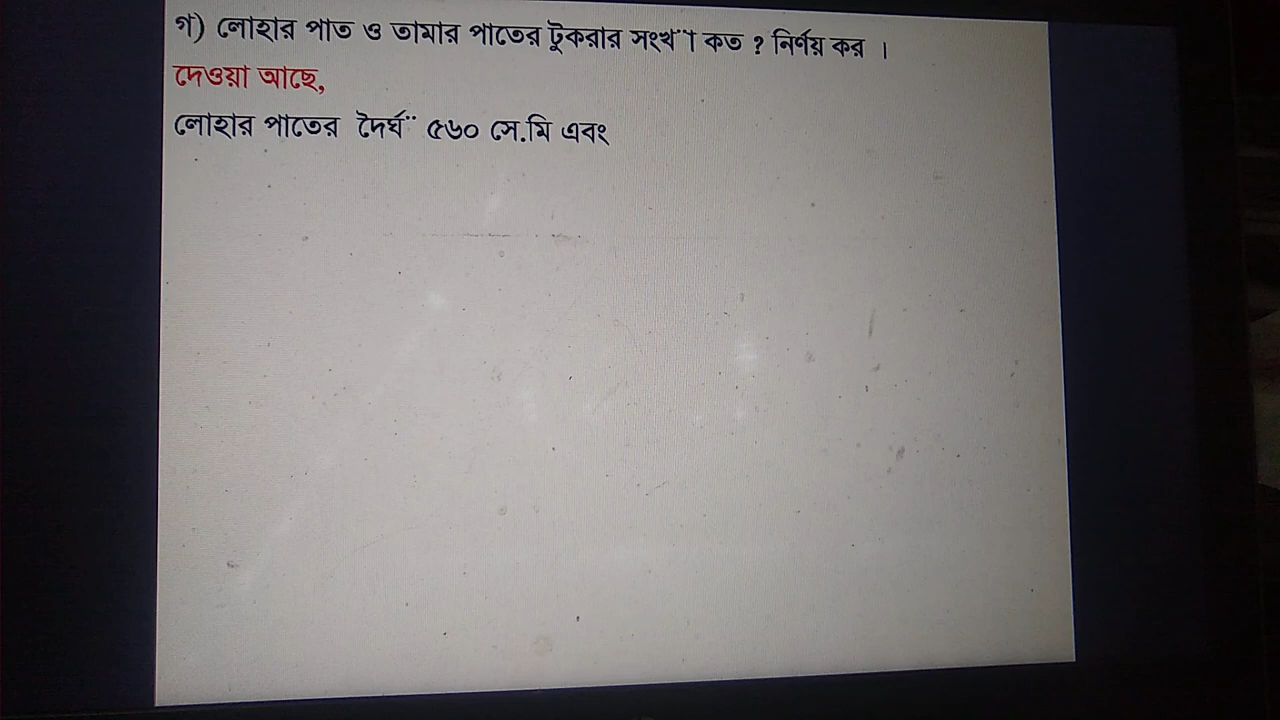 গ) লোহার পাত ও তামার পাতের টুকরার সংখ্যা কত ? নির্ণয় কর ।
দেওয়া আছে,
লোহার পাতের দৈর্ঘ্য ৫৬০ সে.মি এবং